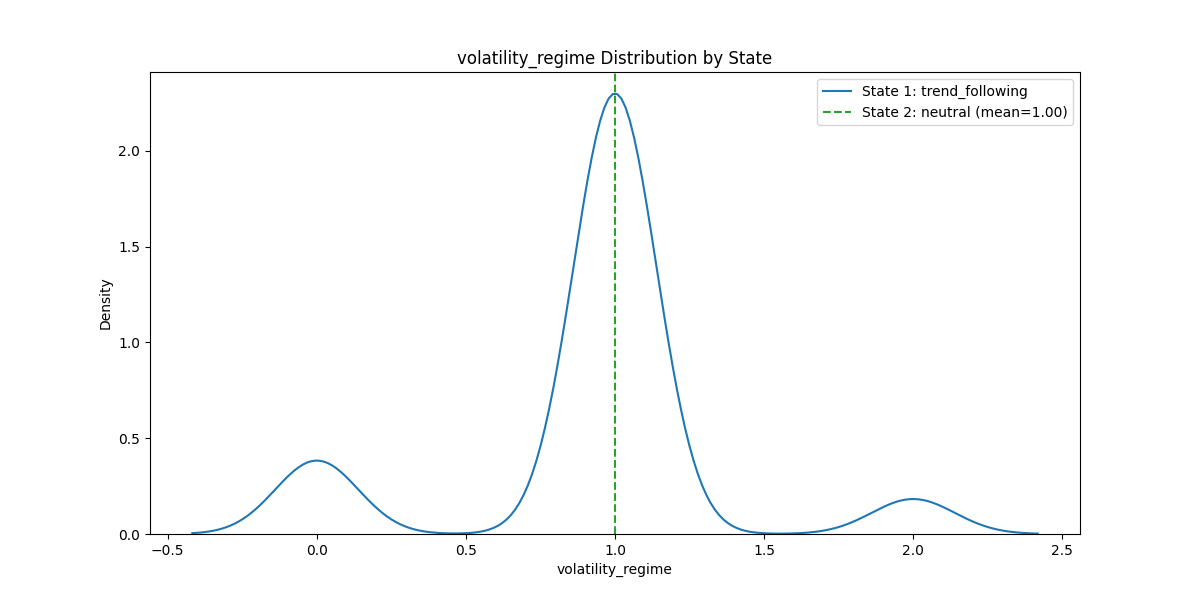 volatility_regime Distribution by State
State 1: trend_following
State 2: neutral (mean=1.00)
Density
2.0
1.5
1.0
0.5
0.0
−0.5 0.0 0.5 1.0 1.5 2.0 2.5
volatility_regime